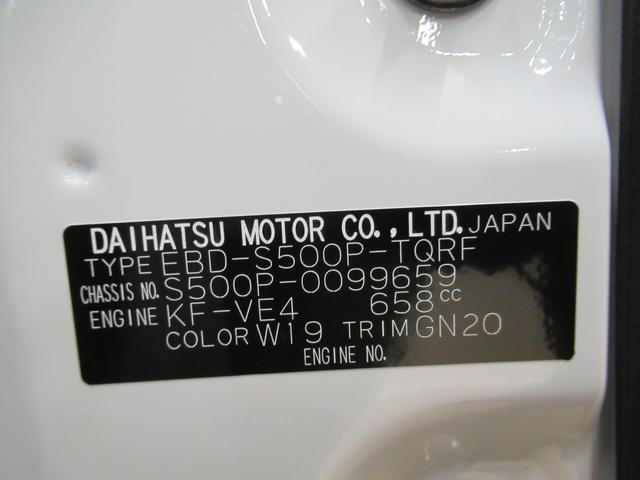 DAIHATSU MOTOR CO., LTD. JAPAN
TYPE EBD-S500P-TQRF
CHASSIS NO. S500P-0099659
ENGINE KF-VE4 658cc
COLOR W19 TRIM GN20
ENGINE NO.